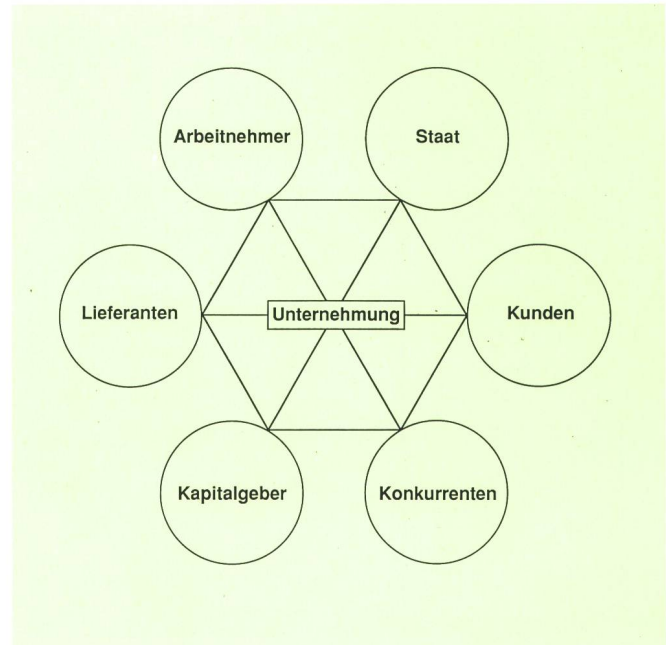 Arbeitnehmer
Staat
Lieferanten
Unternehmung
Kunden
Kapitalgeber
Konkurrenten